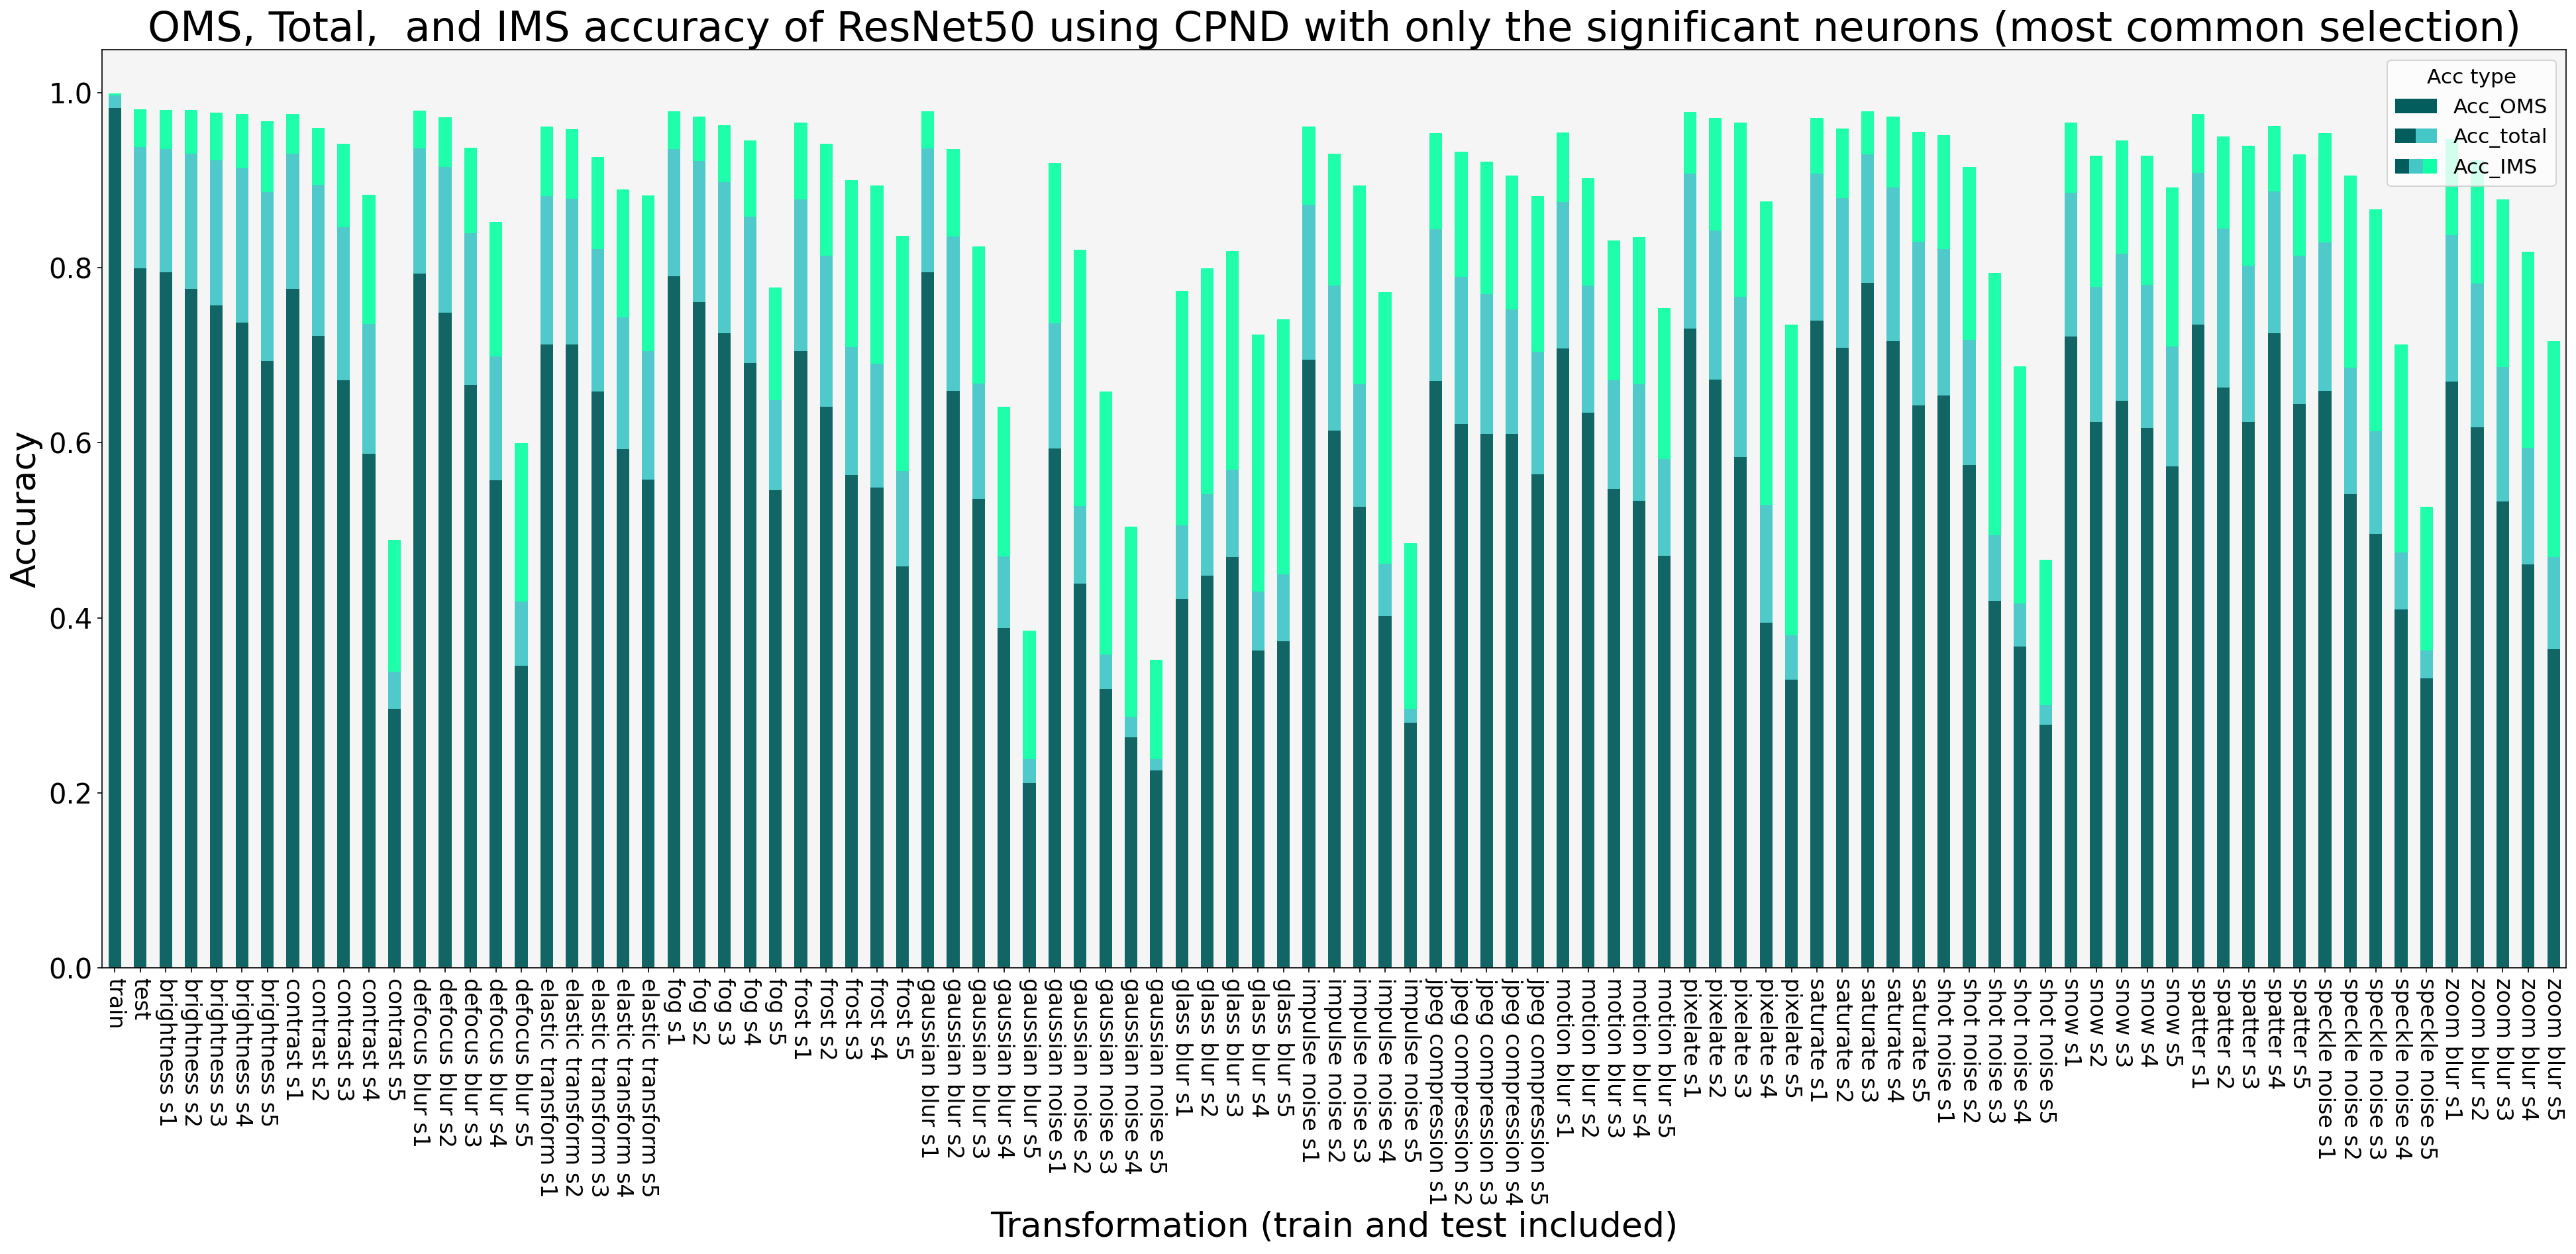 OMS, Total,  and IMS accuracy of ResNet50 using CPND with only the significant neurons (most common selection)
Acc type
Acc_OMS
Acc_total
Acc_IMS
Accuracy
1.0
0.8
0.6
0.4
0.2
0.0
train
test
brightness s1
brightness s2
brightness s3
brightness s4
brightness s5
contrast s1
contrast s2
contrast s3
contrast s4
contrast s5
defocus blur s1
defocus blur s2
defocus blur s3
defocus blur s4
defocus blur s5
elastic transform s1
elastic transform s2
elastic transform s3
elastic transform s4
elastic transform s5
fog s1
fog s2
fog s3
fog s4
fog s5
frost s1
frost s2
frost s3
frost s4
frost s5
gaussian blur s1
gaussian blur s2
gaussian blur s3
gaussian blur s4
gaussian blur s5
gaussian noise s1
gaussian noise s2
gaussian noise s3
gaussian noise s4
gaussian noise s5
glass blur s1
glass blur s2
glass blur s3
glass blur s4
glass blur s5
impulse noise s1
impulse noise s2
impulse noise s3
impulse noise s4
impulse noise s5
jpeg compression s1
jpeg compression s2
jpeg compression s3
jpeg compression s4
jpeg compression s5
motion blur s1
motion blur s2
motion blur s3
motion blur s4
motion blur s5
pixelate s1
pixelate s2
pixelate s3
pixelate s4
pixelate s5
saturate s1
saturate s2
saturate s3
saturate s4
saturate s5
shot noise s1
shot noise s2
shot noise s3
shot noise s4
shot noise s5
snow s1
snow s2
snow s3
snow s4
snow s5
spatter s1
spatter s2
spatter s3
spatter s4
spatter s5
speckle noise s1
speckle noise s2
speckle noise s3
speckle noise s4
speckle noise s5
zoom blur s1
zoom blur s2
zoom blur s3
zoom blur s4
zoom blur s5
Transformation (train and test included)